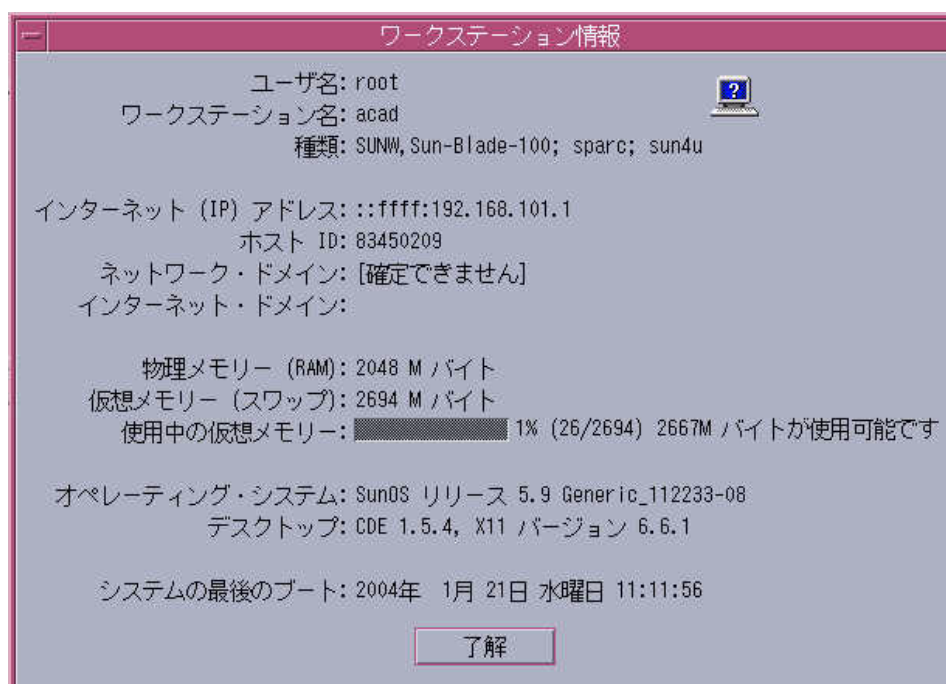 ワークステーション情報
ユーザ名: root
ワークステーション名: acad
種類: SUNW,Sun-Blade-100; sparc; sun4u
インターネット (IP) アドレス: ::ffff:192.168.101.1
ホスト ID: 83450209
ネットワーク・ドメイン: [確定できません]
インターネット・ドメイン:
物理メモリー (RAM): 2048 M バイト
仮想メモリー (スワップ): 2694 M バイト
使用中の仮想メモリー: 1% (26/2694) 2667M バイトが使用可能です
オペレーティング・システム: SunOS リリース 5.9 Generic_112233-08
デスクトップ: CDE 1.5.4, X11 バージョン 6.6.1
システムの最後のブート: 2004年 1月 21日 水曜日 11:11:56
了解